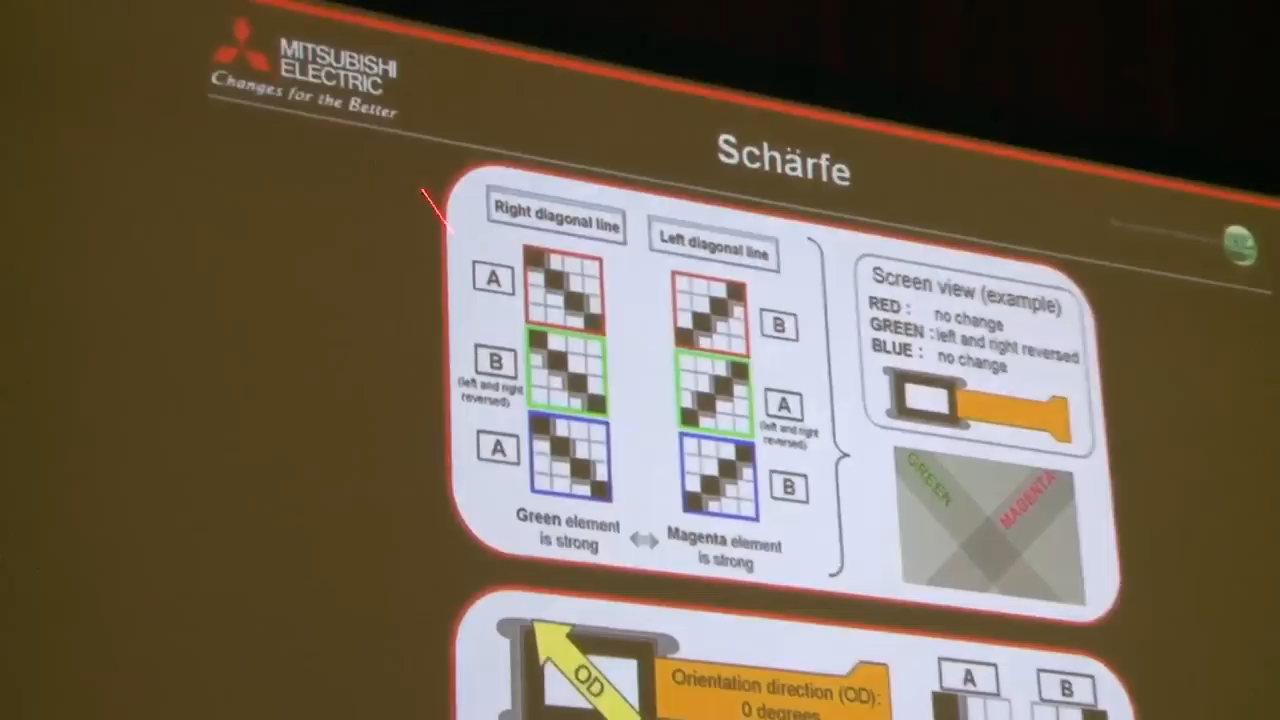 MITSUBISHI
ELECTRIC
Changes for the Better
Schärfe
Right diagonal line
Left diagonal line
A
B
B
(left and right
reversed)
A
(left and right
reversed)
A
B
Green element
is strong
Magenta element
is strong
Screen view (example)
RED : no change
GREEN : left and right reversed
BLUE : no change
GREEN
MAGENTA
OD
Orientation direction (OD):
0 degrees
A
B